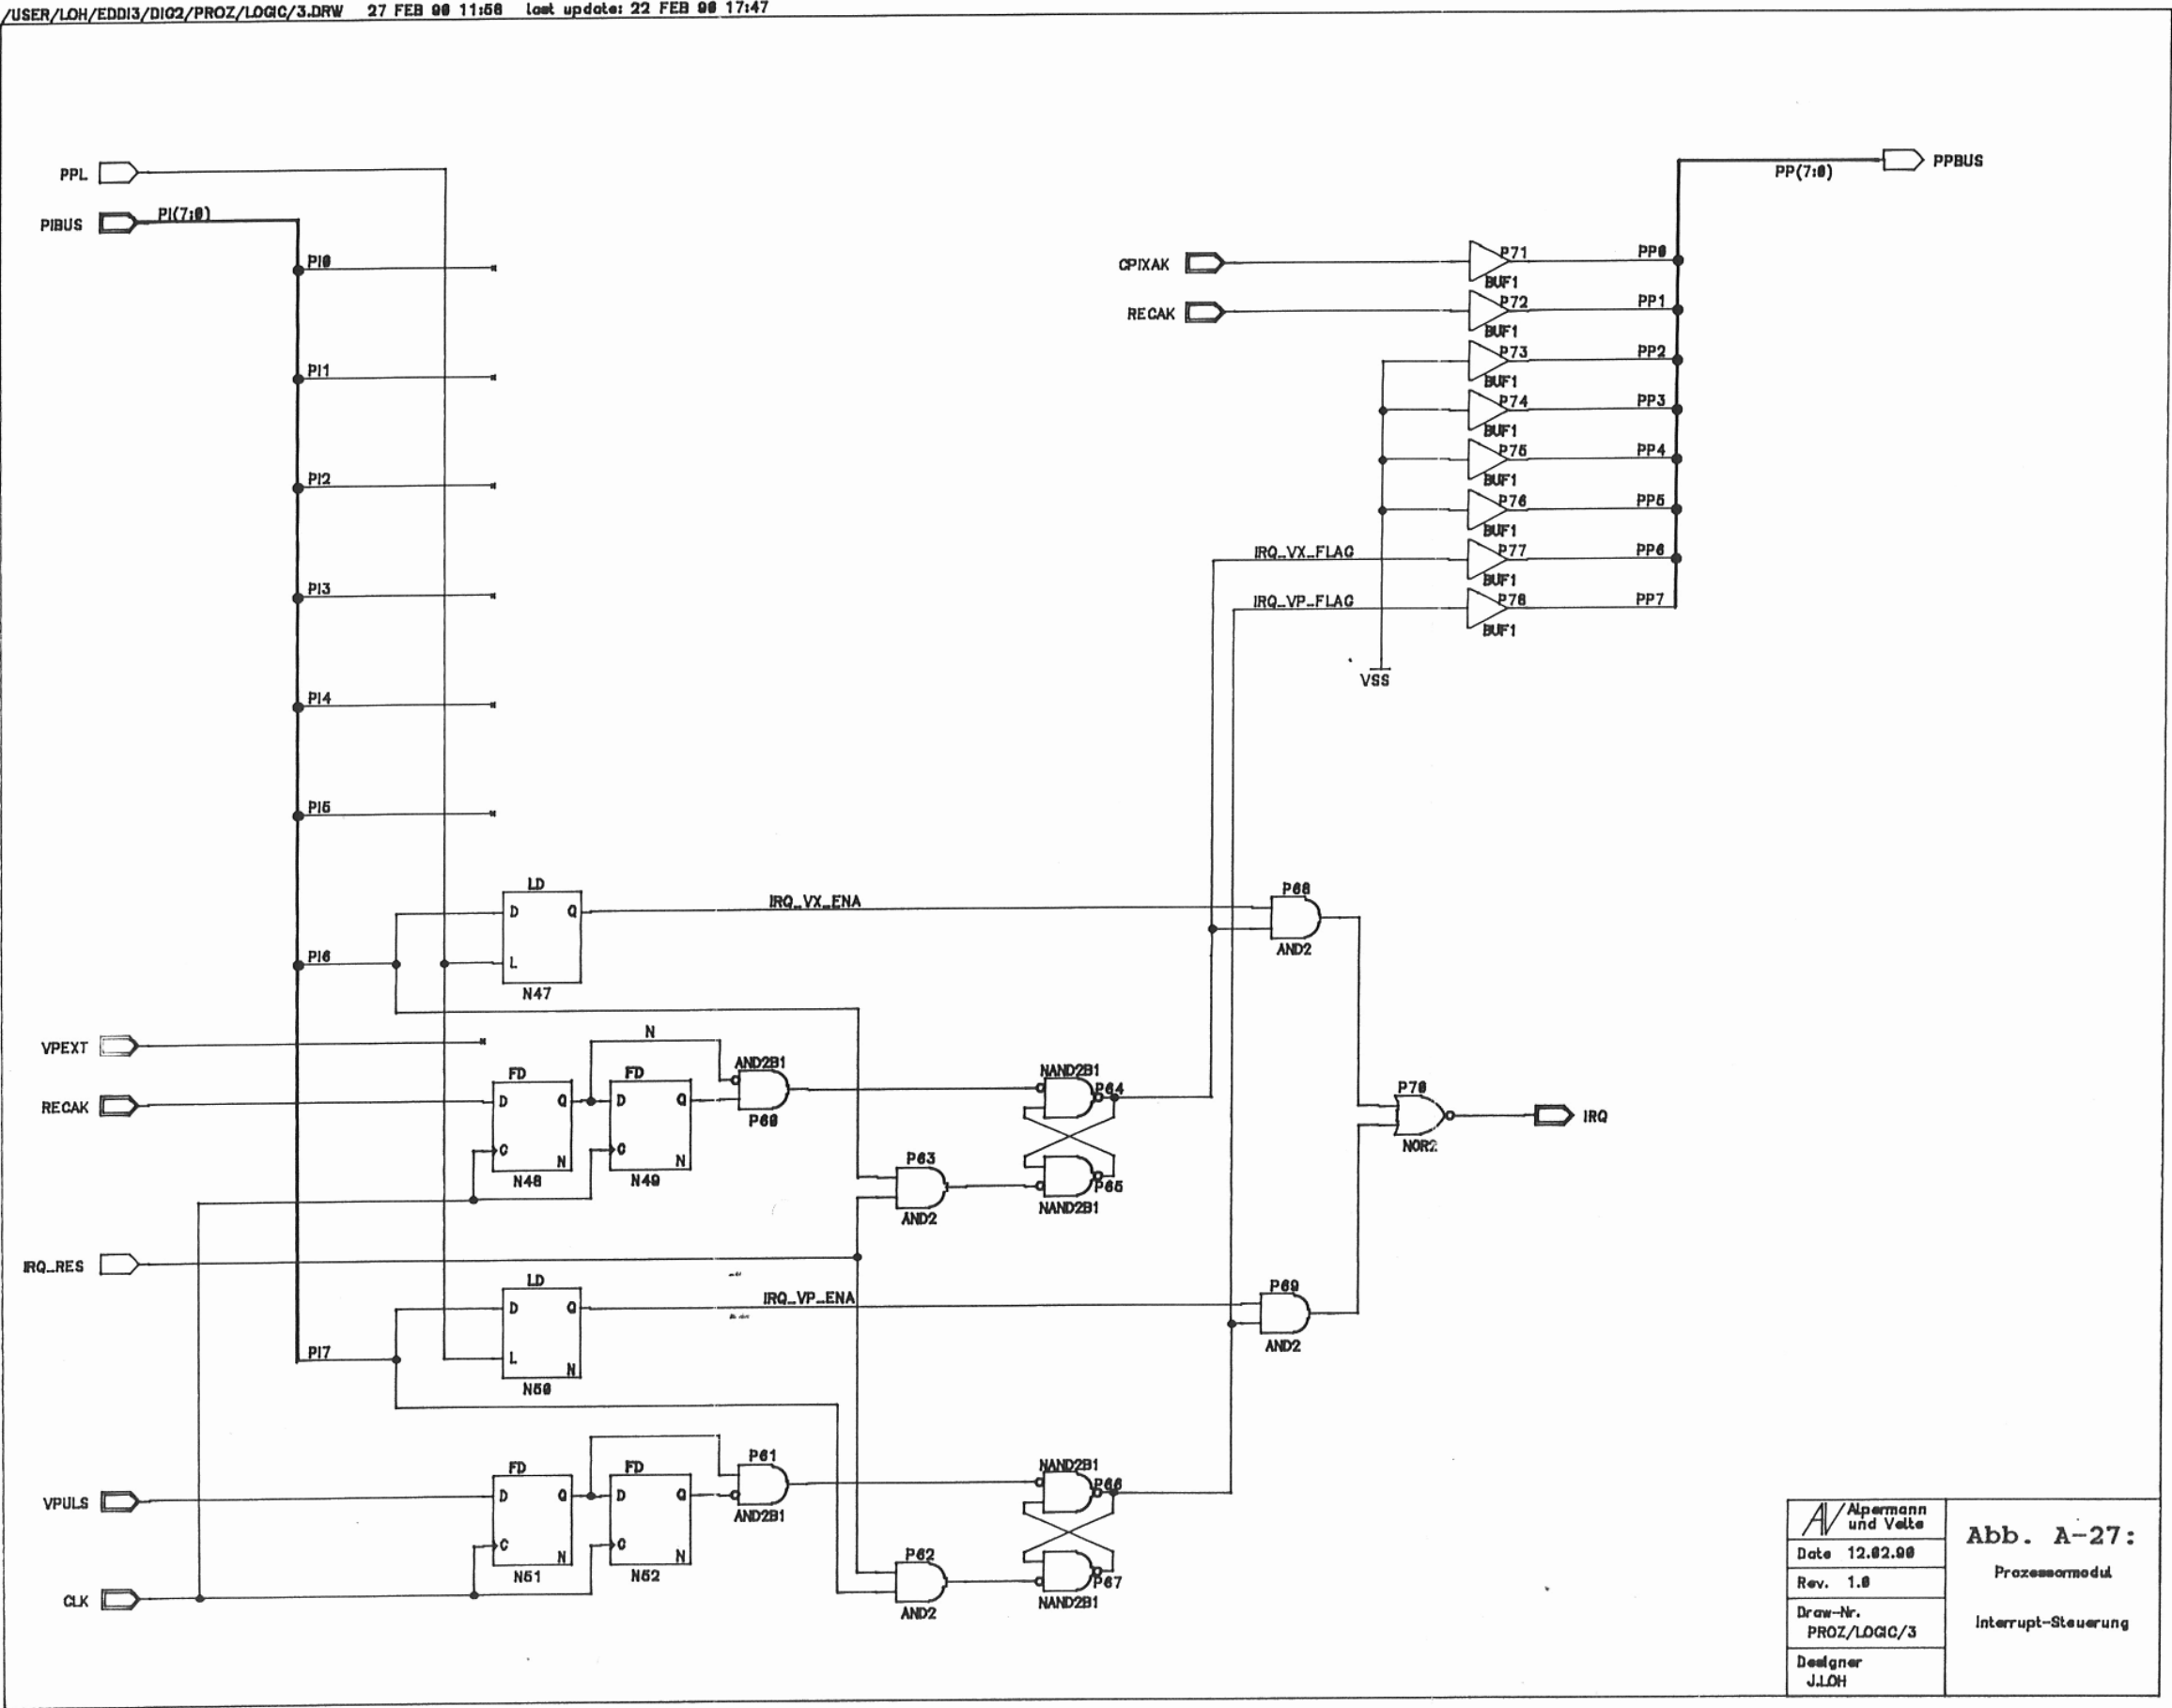 /USER/LOH/EDDI3/DIG2/PROZ/LOGIC/3.DRW 27 FEB 90 11:56 last update: 22 FEB 90 17:47
PPL
PIBUS
PI(7:0)
PI0
PI1
PI2
PI3
PI4
PI5
PI6
PI7
CPIXAK
RECAK
P71
BUF1
PP0
P72
BUF1
PP1
P73
BUF1
PP2
P74
BUF1
PP3
P75
BUF1
PP4
P76
BUF1
PP5
IRQ_VX_FLAG
P77
BUF1
PP6
IRQ_VP_FLAG
P78
BUF1
PP7
VSS
PP(7:0)
PPBUS
LD
D
Q
L
N47
IRQ_VX_ENA
P68
AND2
VPEXT
RECAK
FD
D
Q
C
N
N48
N
FD
D
Q
C
N
N49
AND2B1
P60
NAND2B1
P64
P63
AND2
P65
NAND2B1
P70
NOR2
IRQ
IRQ_RES
LD
D
Q
L
N
N50
IRQ_VP_ENA
P69
AND2
VPULS
FD
D
Q
C
N
N51
FD
D
Q
C
N
N52
P61
AND2B1
NAND2B1
P66
P62
AND2
P67
NAND2B1
CLK
AV Alpermann
und Velte
Date 12.02.90
Rev. 1.0
Draw-Nr.
PROZ/LOGIC/3
Designer
J.LOH
Abb. A-27:
Prozessormodul
Interrupt-Steuerung